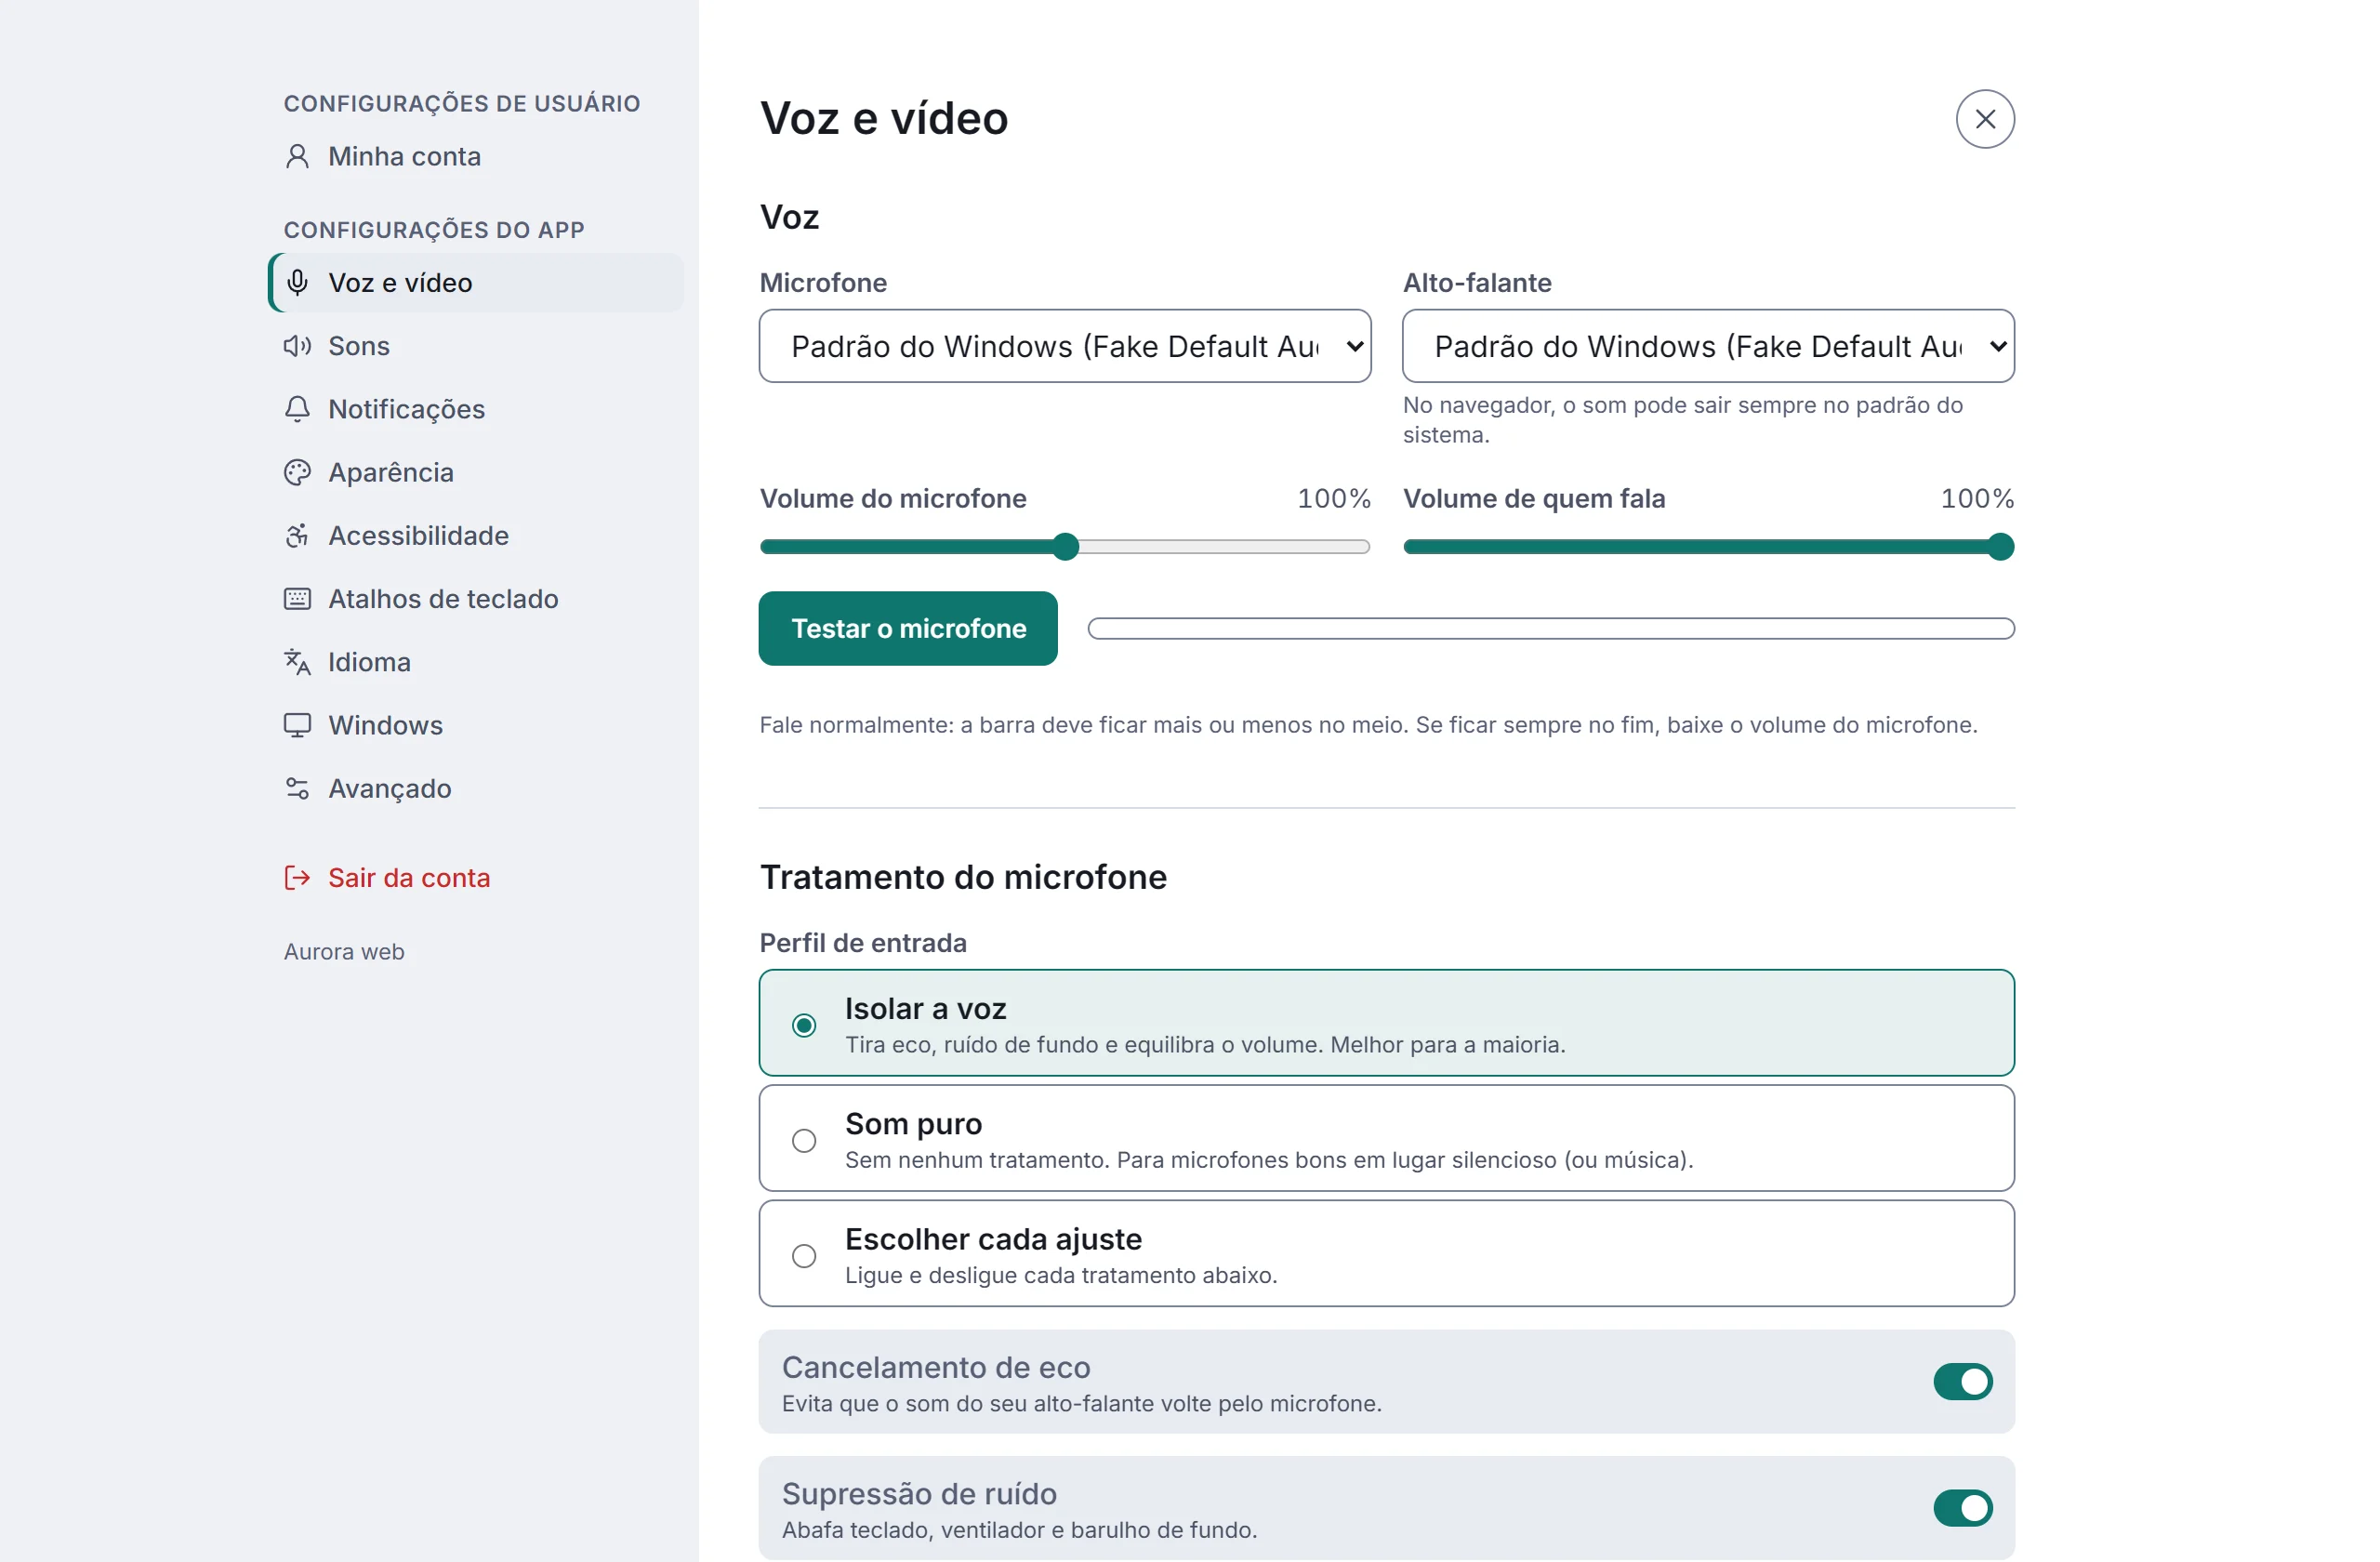 CONFIGURAÇÕES DE USUÁRIO
Minha conta
CONFIGURAÇÕES DO APP
Voz e vídeo
Sons
Notificações
Aparência
Acessibilidade
Atalhos de teclado
Idioma
Windows
Avançado
Sair da conta
Aurora web
Voz e vídeo
Voz
Microfone
Padrão do Windows (Fake Default
Alto-falante
Padrão do Windows (Fake Default
No navegador, o som pode sair sempre no padrão do
sistema.
Volume do microfone 100%
Volume de quem fala 100%
Testar o microfone
Fale normalmente: a barra deve ficar mais ou menos no meio. Se ficar sempre no fim, baixe o volume do microfone.
Tratamento do microfone
Perfil de entrada
Isolar a voz
Tira eco, ruído de fundo e equilibra o volume. Melhor para a maioria.
Som puro
Sem nenhum tratamento. Para microfones bons em lugar silencioso (ou música).
Escolher cada ajuste
Ligue e desligue cada tratamento abaixo.
Cancelamento de eco
Evita que o som do seu alto-falante volte pelo microfone.
Supressão de ruído
Abafa teclado, ventilador e barulho de fundo.